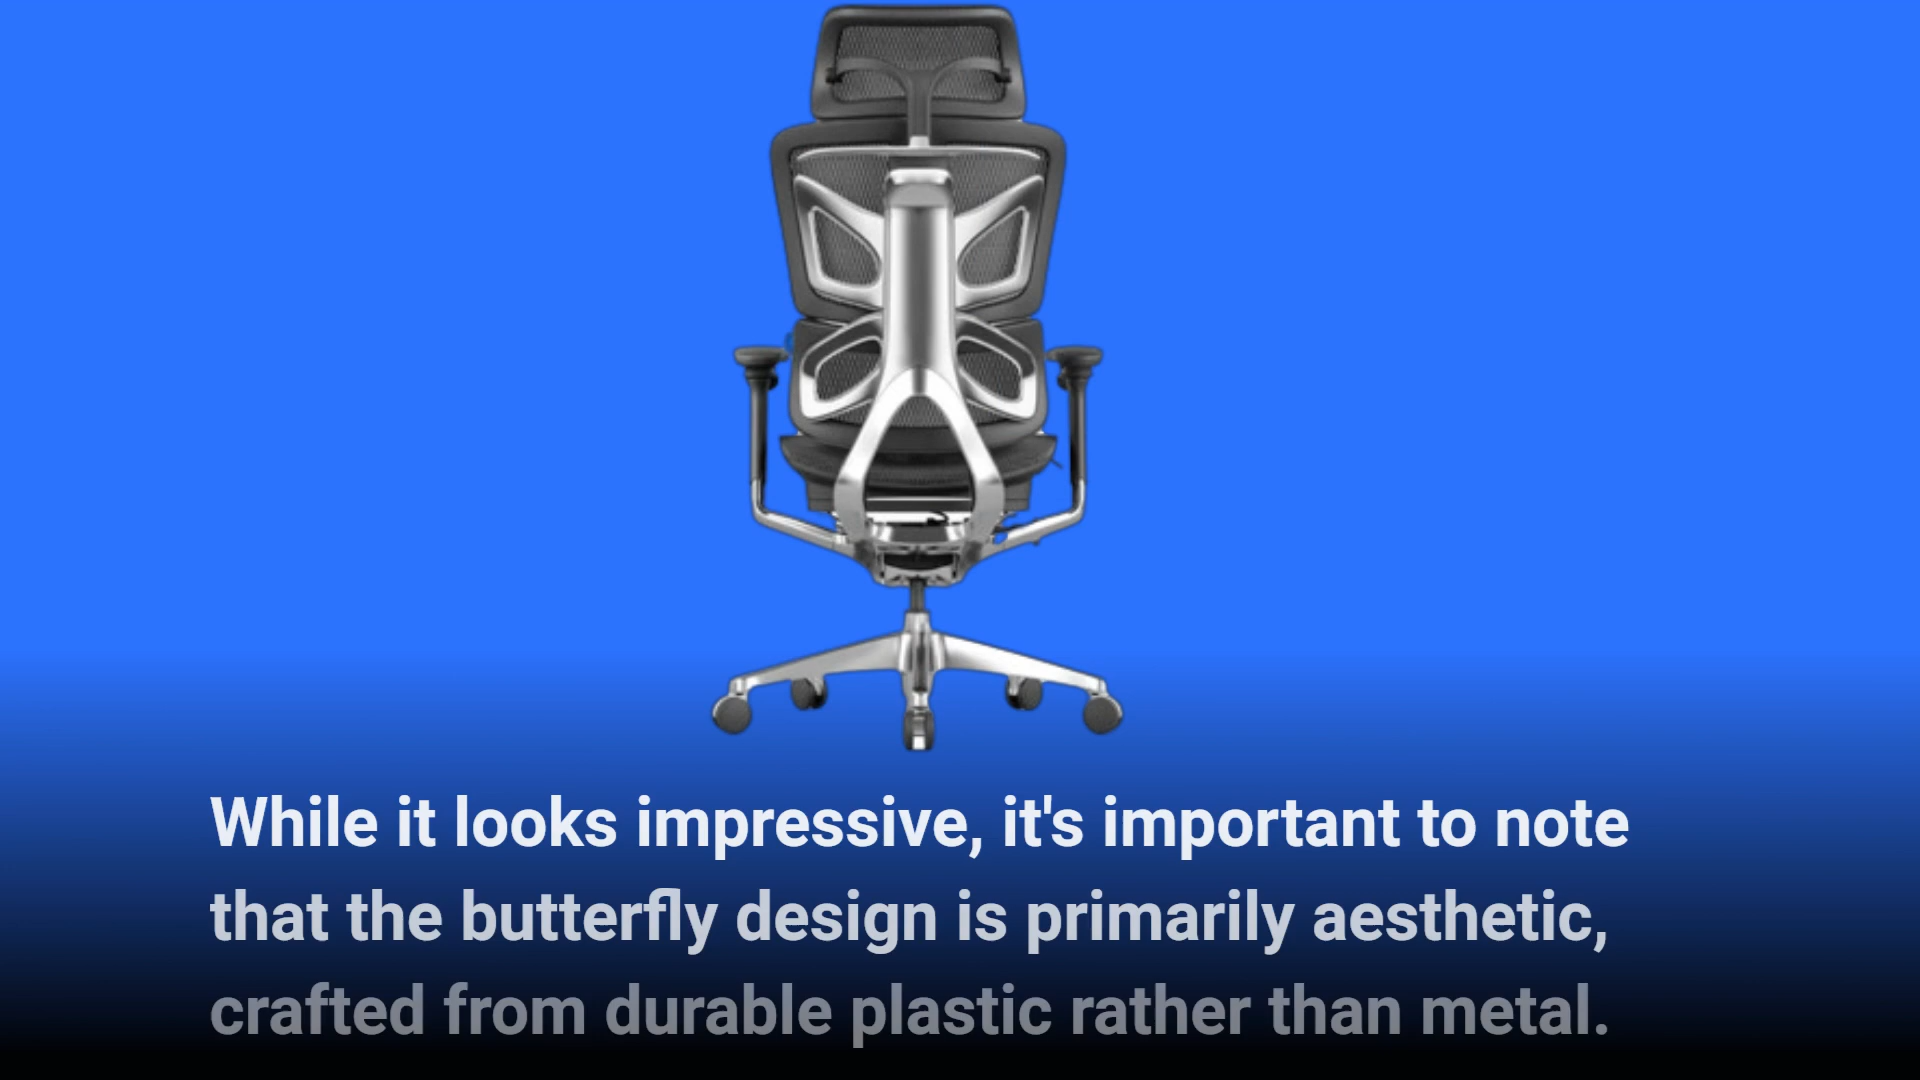 While it looks impressive, it's important to note
that the butterfly design is primarily aesthetic,
crafted from durable plastic rather than metal.